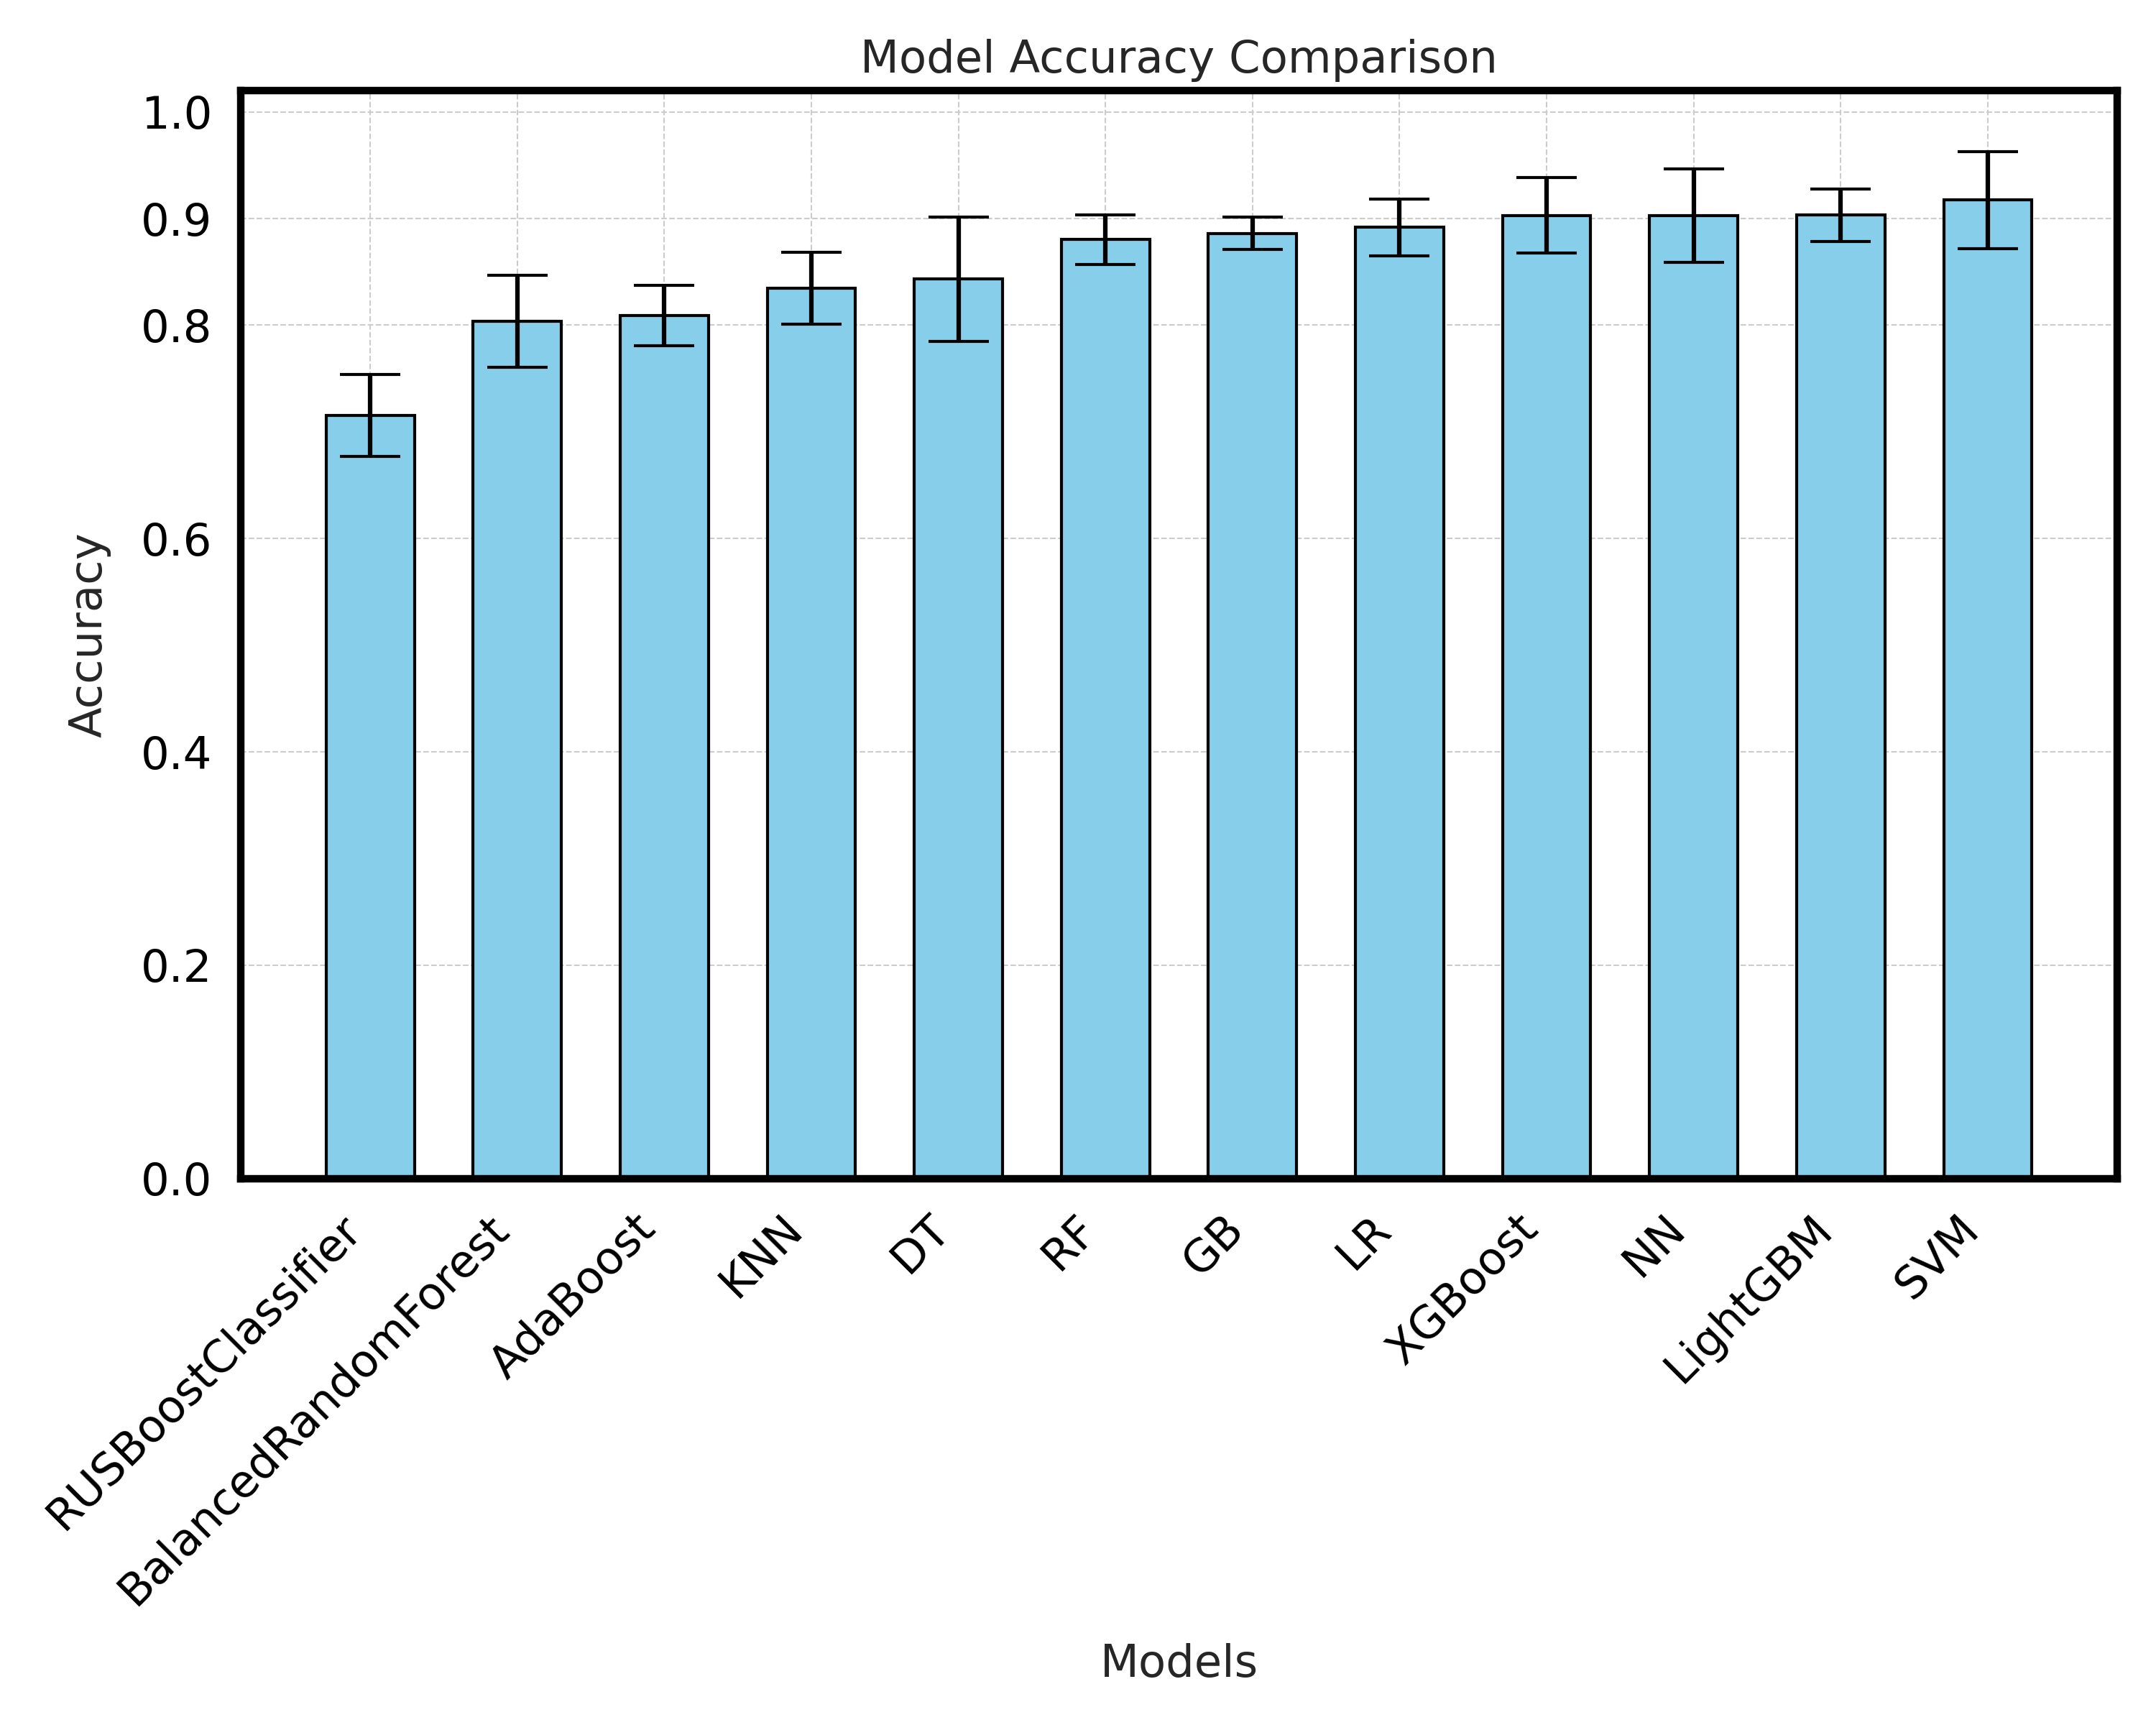 Model Accuracy Comparison
1.0
0.9
0.8
0.6
0.4
0.2
0.0
Accuracy
RUSBoostClassifier
BalancedRandomForest
AdaBoost
KNN
DT
RF
GB
LR
XGBoost
NN
LightGBM
SVM
Models